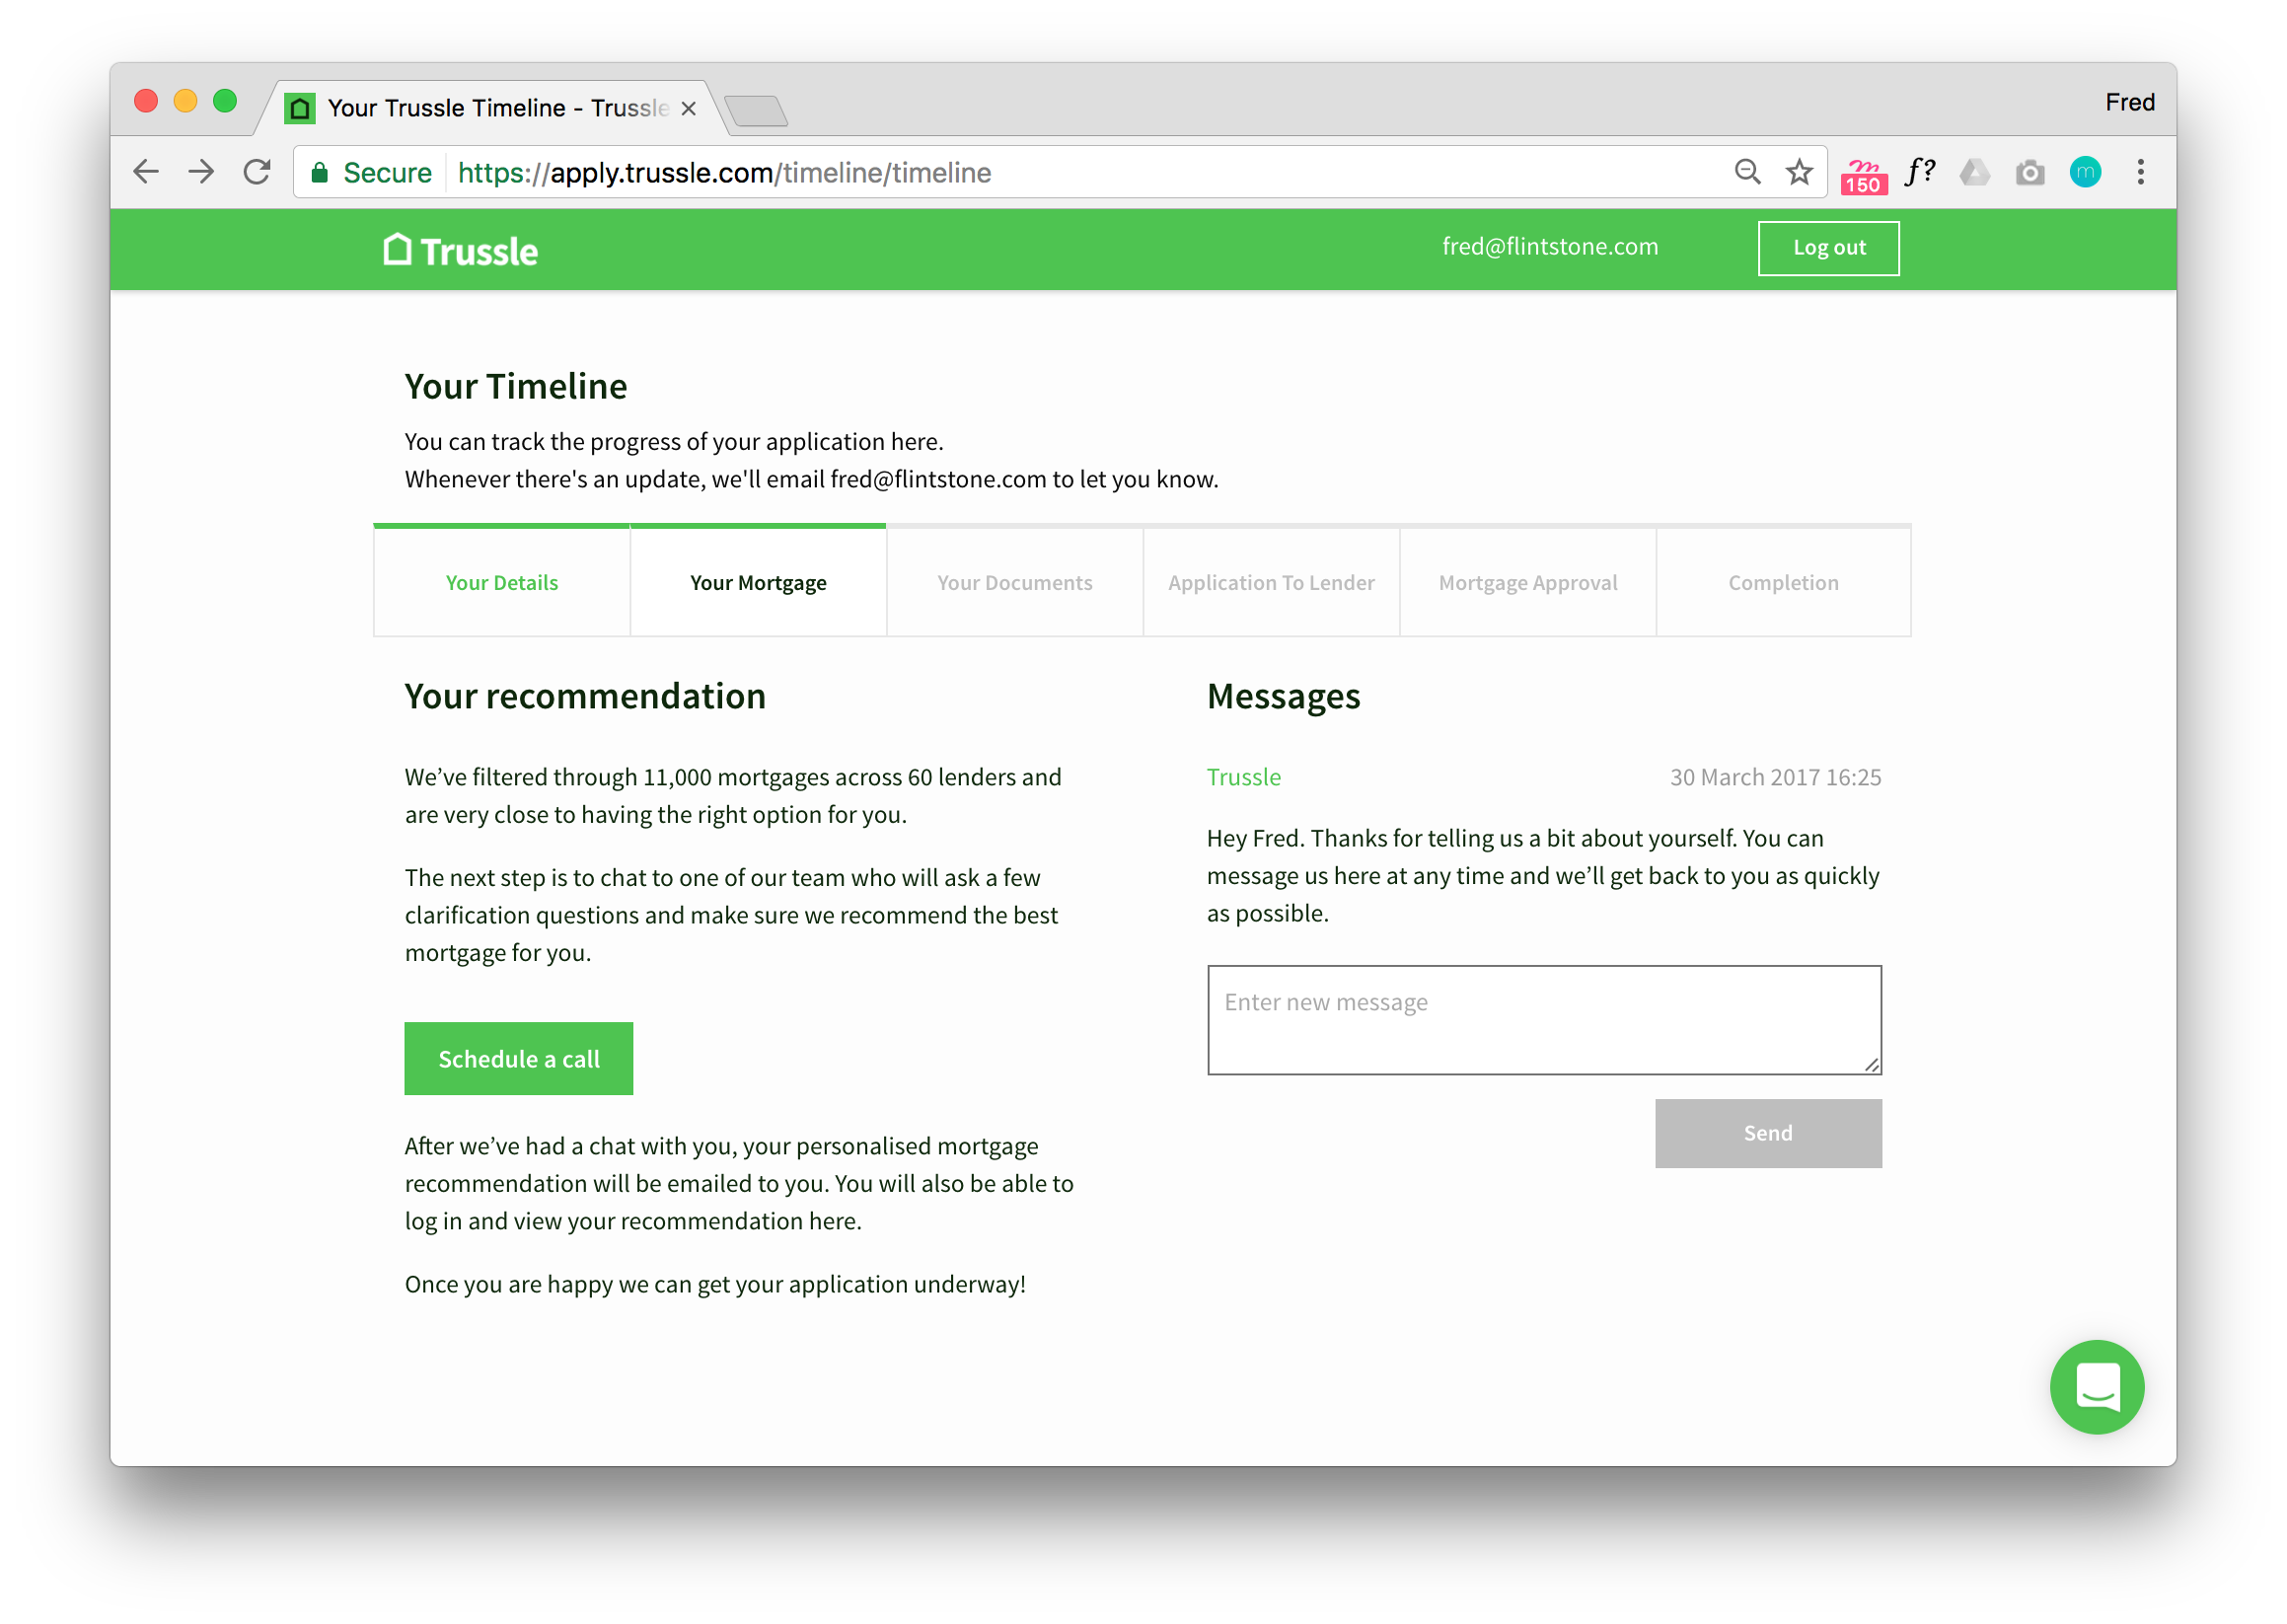 Your Trussle Timeline - Trussle
Fred
Secure
https://apply.trussle.com/timeline/timeline
150
f?
m
Trussle
fred@flintstone.com
Log out
Your Timeline
You can track the progress of your application here.
Whenever there's an update, we'll email fred@flintstone.com to let you know.
Your Details
Your Mortgage
Your Documents
Application To Lender
Mortgage Approval
Completion
Your recommendation
We’ve filtered through 11,000 mortgages across 60 lenders and
are very close to having the right option for you.
The next step is to chat to one of our team who will ask a few
clarification questions and make sure we recommend the best
mortgage for you.
Schedule a call
After we’ve had a chat with you, your personalised mortgage
recommendation will be emailed to you. You will also be able to
log in and view your recommendation here.
Once you are happy we can get your application underway!
Messages
Trussle
30 March 2017 16:25
Hey Fred. Thanks for telling us a bit about yourself. You can
message us here at any time and we’ll get back to you as quickly
as possible.
Enter new message
Send